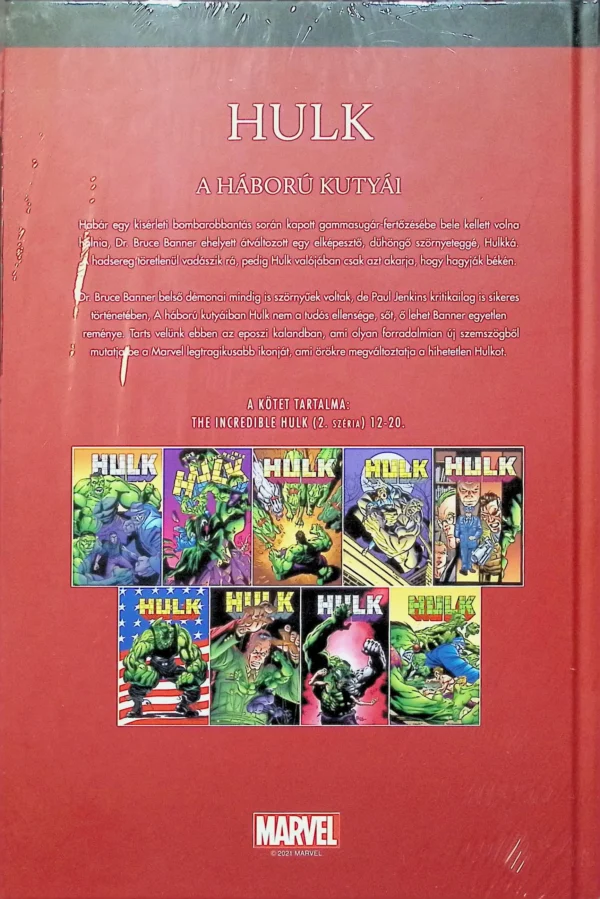 HULK
A HÁBORÚ KUTYÁI
Habár egy kísérleti bombarobbantás során kapott gammasugár-fertőzésébe bele kellett volna
halnia, Dr. Bruce Banner ehelyett átváltozott egy elképesztő, dühöngő szörnyeteggé, Hulkká.
hadsereg töretlenül vadászik rá, pedig Hulk valójában csak azt akarja, hogy hagyják békén.
Dr. Bruce Banner belső démonai mindig is szörnyűek voltak, de Paul Jenkins kritikailag is sikeres
történetében, A háború kutyáiban Hulk nem a tudós ellensége, sőt, ő lehet Banner egyetlen
reménye. Tarts velünk ebben az eposzi kalandban, ami olyan forradalmian új szemszögből
mutatja be a Marvel legtragikusabb ikonját, ami örökre megváltoztatja a hihetetlen Hulkot.
A KÖTET TARTALMA:
THE INCREDIBLE HULK (2. SZÉRIA) 12-20.
HULK
HULK
HULK
HULK
HULK
HULK
HULK
HULK
HULK
MARVEL
© 2021 MARVEL